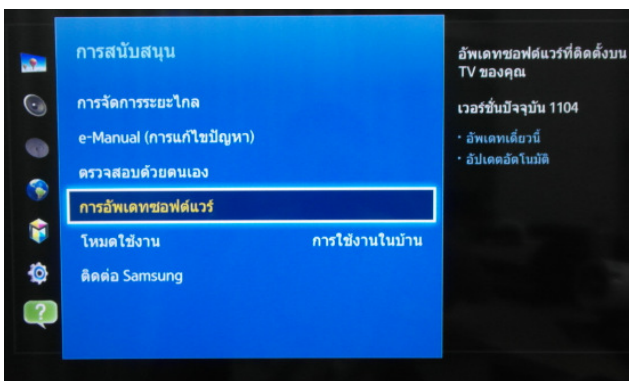 การสนับสนุน
การจัดการระยะไกล
e-Manual (การแก้ไขปัญหา)
ตรวจสอบด้วยตนเอง
การอัพเดทซอฟต์แวร์
โหมดใช้งาน การใช้งานในบ้าน
ติดต่อ Samsung
?
อัพเดทซอฟต์แวร์ที่ติดตั้งบน
TV ของคุณ
เวอร์ชั่นปัจจุบัน 1104
· อัพเดทเดี๋ยวนี้
· อัปเดตอัตโนมัติ